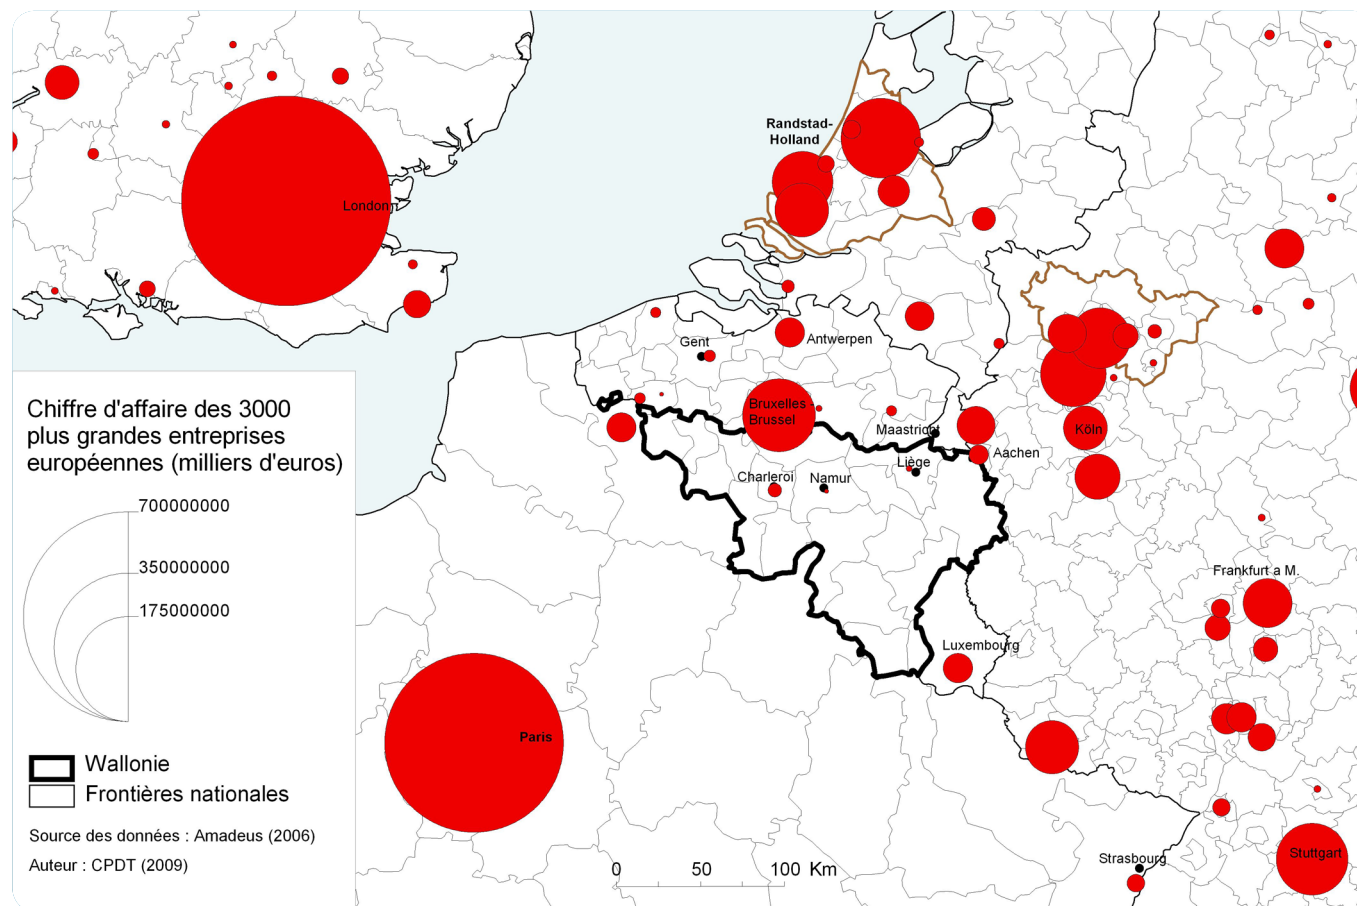 Randstad-
Holland
London
Gent
Antwerpen
Bruxelles -
Brussel
Maastricht
Köln
Aachen
Liège
Charleroi
Namur
Frankfurt a M.
Luxembourg
Paris
Strasbourg
Stuttgart
Chiffre d'affaire des 3000
plus grandes entreprises
européennes (milliers d'euros)
700000000
350000000
175000000
Wallonie
Frontières nationales
Source des données : Amadeus (2006)
Auteur : CPDT (2009)
0 50 100 Km